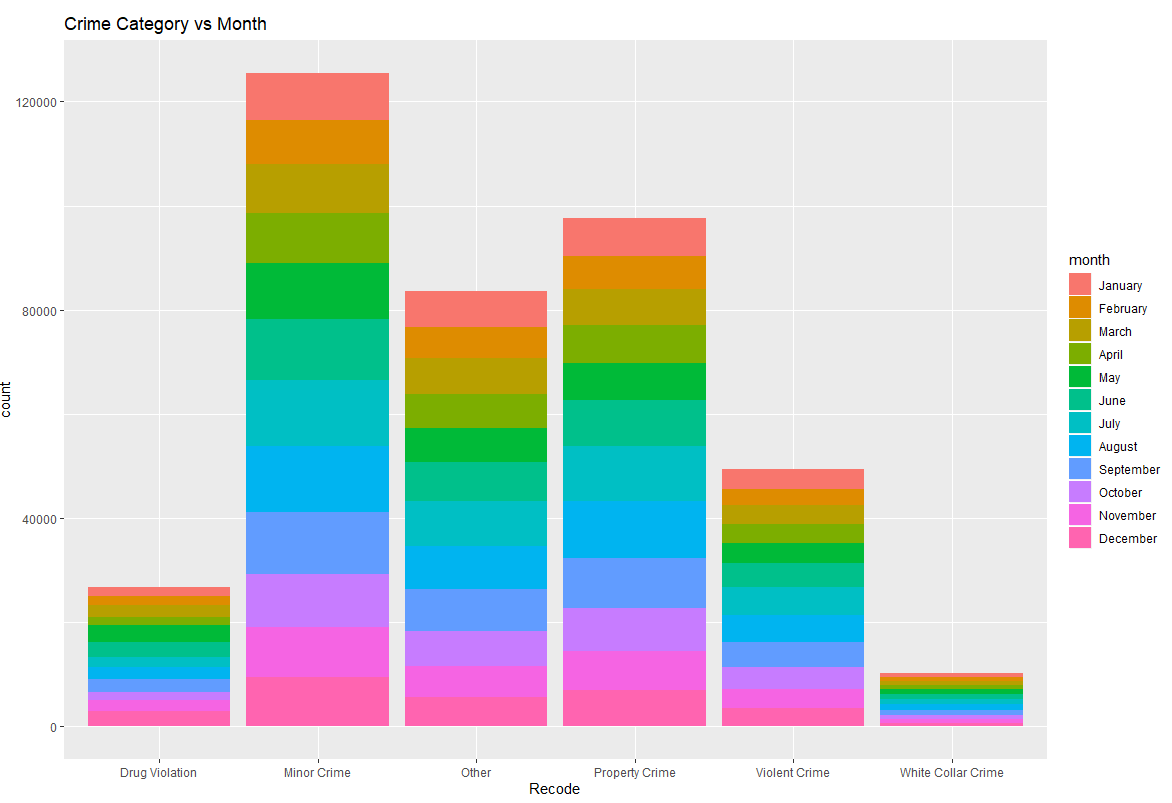 Crime Category vs Month
120000
80000
40000
0
count
Drug Violation
Minor Crime
Other
Property Crime
Violent Crime
White Collar Crime
Recode
month
January
February
March
April
May
June
July
August
September
October
November
December